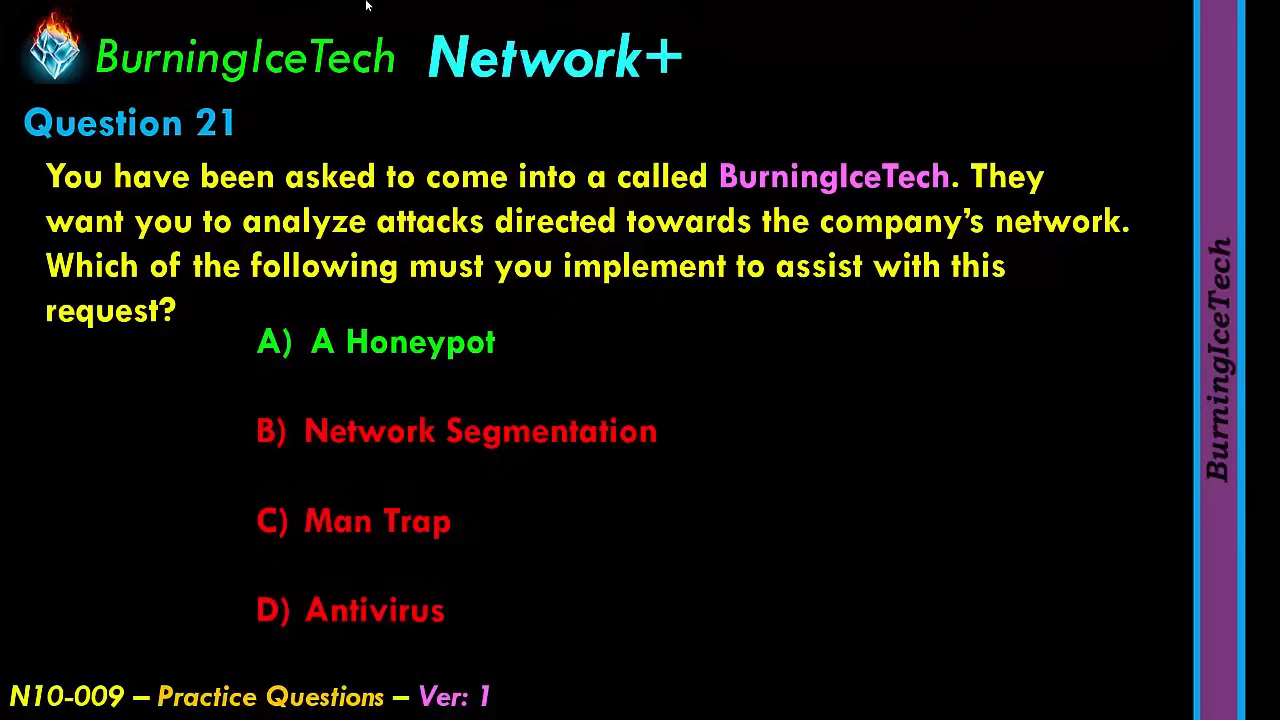 BurningIceTech Network+
Question 21
You have been asked to come into a called BurningIceTech. They
want you to analyze attacks directed towards the company's network.
Which of the following must you implement to assist with this
request?
A) A Honeypot
B) Network Segmentation
C) Man Trap
D) Antivirus
N10-009 – Practice Questions – Ver: 1
BurningIceTech